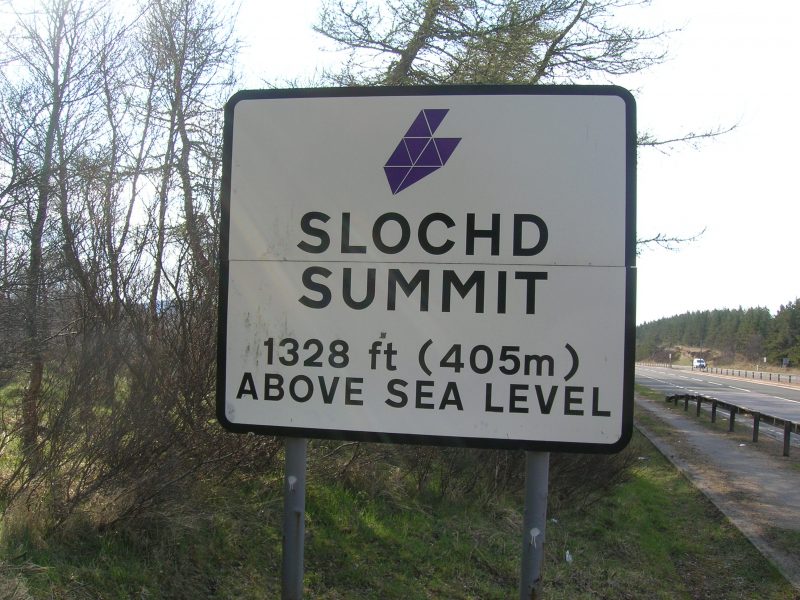 SLOCHD
SUMMIT
1328 ft (405m)
ABOVE SEA LEVEL